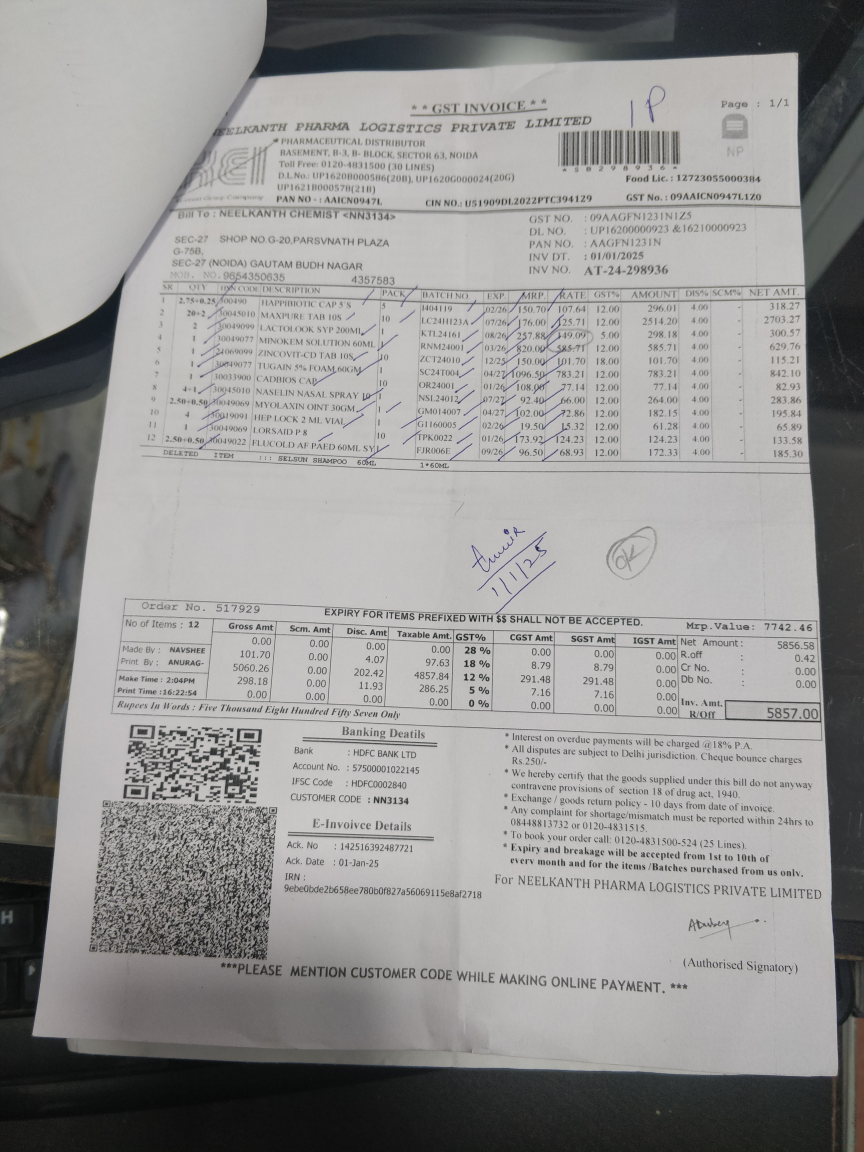 * * GST INVOICE * *
1P
Page : 1/1
NEELKANTH PHARMA LOGISTICS PRIVATE LIMITED
PHARMACEUTICAL DISTRIBUTOR
BASEMENT, B-3, B- BLOCK, SECTOR 63, NOIDA
Toll Free: 0120-4831500 (30 LINES)
D.L.No.: UP1620B000586(20B), UP1620G000024(20G)
UP1621B000578(21B)
PAN NO - : AAICN0947L
CIN NO.: U51909DL2022PTC394129
*58298936*
NP
Food Lic. : 12723055000384
GST No. : 09AAICN0947L1Z0
Bill To : NEELKANTH CHEMIST <NN3134>
SEC-27 SHOP NO.G-20,PARSVNATH PLAZA
G-75B,
SEC-27 (NOIDA) GAUTAM BUDH NAGAR
MOB. NO. 9654350635 4357583
GST NO. : 09AAGFN1231N1Z5
DL NO. : UP16200000923 &16210000923
PAN NO. : AAGFN1231N
INV DT. : 01/01/2025
INV NO. AT-24-298936
SR QTY HSN CODE DESCRIPTION PACK BATCH NO EXP MRP RATE GST% AMOUNT DIS% SCM% NET AMT.
1 2.75+0.25 300490 HAPPIBIOTIC CAP 5'S 5 J404119 02/26 150.70 107.64 12.00 296.01 4.00 - 318.27
2 20+2 30045010 MAXPURE TAB 10S 10 LC24H123A 07/26 176.00 125.71 12.00 2514.20 4.00 - 2703.27
3 2 30049099 LACTOLOOK SYP 200ML 1 KTL24161 08/26 257.88 149.09 5.00 298.18 4.00 - 300.57
4 1 30049077 MINOKEM SOLUTION 60ML 1 RNM24001 03/26 820.00 585.71 12.00 585.71 4.00 - 629.76
5 1 21069099 ZINCOVIT-CD TAB 10S 10 ZCT24010 12/25 150.00 101.70 18.00 101.70 4.00 - 115.21
6 1 30049077 TUGAIN 5% FOAM 60GM 1 SC24T004 04/27 1096.50 783.21 12.00 783.21 4.00 - 842.10
7 1 30033900 CADBIOS CAP 10 OR24001 01/26 108.00 77.14 12.00 77.14 4.00 - 82.93
8 4+1 30045010 NASELIN NASAL SPRAY 10 1 NSL24012 07/27 92.40 66.00 12.00 264.00 4.00 - 283.86
9 2.50+0.50 30049069 MYOLAXIN OINT 30GM 1 GM014007 04/27 102.00 72.86 12.00 182.15 4.00 - 195.84
10 4 30019091 HEP LOCK 2 ML VIAL 1 G1160005 02/26 19.50 15.32 12.00 61.28 4.00 - 65.89
11 1 30049069 LORSAID P 8 10 TPK0022 01/26 173.92 124.23 12.00 124.23 4.00 - 133.58
12 2.50+0.50 30049022 FLUCOLD AF PAED 60ML SY 1 FJR006E 09/26 96.50 68.93 12.00 172.33 4.00 - 185.30
DELETED ITEM ::: SELSUN SHAMPOO 60ML 1*60ML
1/1/25
OK
Order No. 517929
EXPIRY FOR ITEMS PREFIXED WITH $$ SHALL NOT BE ACCEPTED.
Mrp.Value: 7742.46
No of Items : 12
Made By : NAVSHEE
Print By : ANURAG-
Make Time : 2:04PM
Print Time :16:22:54
Gross Amt Scm. Amt Disc. Amt Taxable Amt. GST% CGST Amt SGST Amt IGST Amt
0.00 0.00 0.00 0.00 28 % 0.00 0.00 0.00
101.70 0.00 4.07 97.63 18 % 8.79 8.79 0.00
5060.26 0.00 202.42 4857.84 12 % 291.48 291.48 0.00
298.18 0.00 11.93 286.25 5 % 7.16 7.16 0.00
0.00 0.00 0.00 0.00 0 % 0.00 0.00 0.00
Net Amount: 5856.58
R.off : 0.42
Cr No. : 0.00
Db No. : 0.00
Inv. Amt. R/Off 5857.00
Rupees In Words : Five Thousand Eight Hundred Fifty Seven Only
Banking Deatils
Bank : HDFC BANK LTD
Account No. : 57500001022145
IFSC Code : HDFC0002840
CUSTOMER CODE : NN3134
E-Invoivce Details
Ack. No : 142516392487721
Ack. Date : 01-Jan-25
IRN :
9ebe0bde2b658ee780b0f827a56069115e8af2718
* Interest on overdue payments will be charged @18% P.A.
* All disputes are subject to Delhi jurisdiction. Cheque bounce charges
Rs.250/-
* We hereby certify that the goods supplied under this bill do not anyway
contravene provisions of section 18 of drug act, 1940.
* Exchange / goods return policy - 10 days from date of invoice.
* Any complaint for shortage/mismatch must be reported within 24hrs to
08448813732 or 0120-4831515.
* To book your order call: 0120-4831500-524 (25 Lines).
* Expiry and breakage will be accepted from 1st to 10th of
every month and for the items /Batches purchased from us only.
For NEELKANTH PHARMA LOGISTICS PRIVATE LIMITED
(Authorised Signatory)
***PLEASE MENTION CUSTOMER CODE WHILE MAKING ONLINE PAYMENT. ***
H